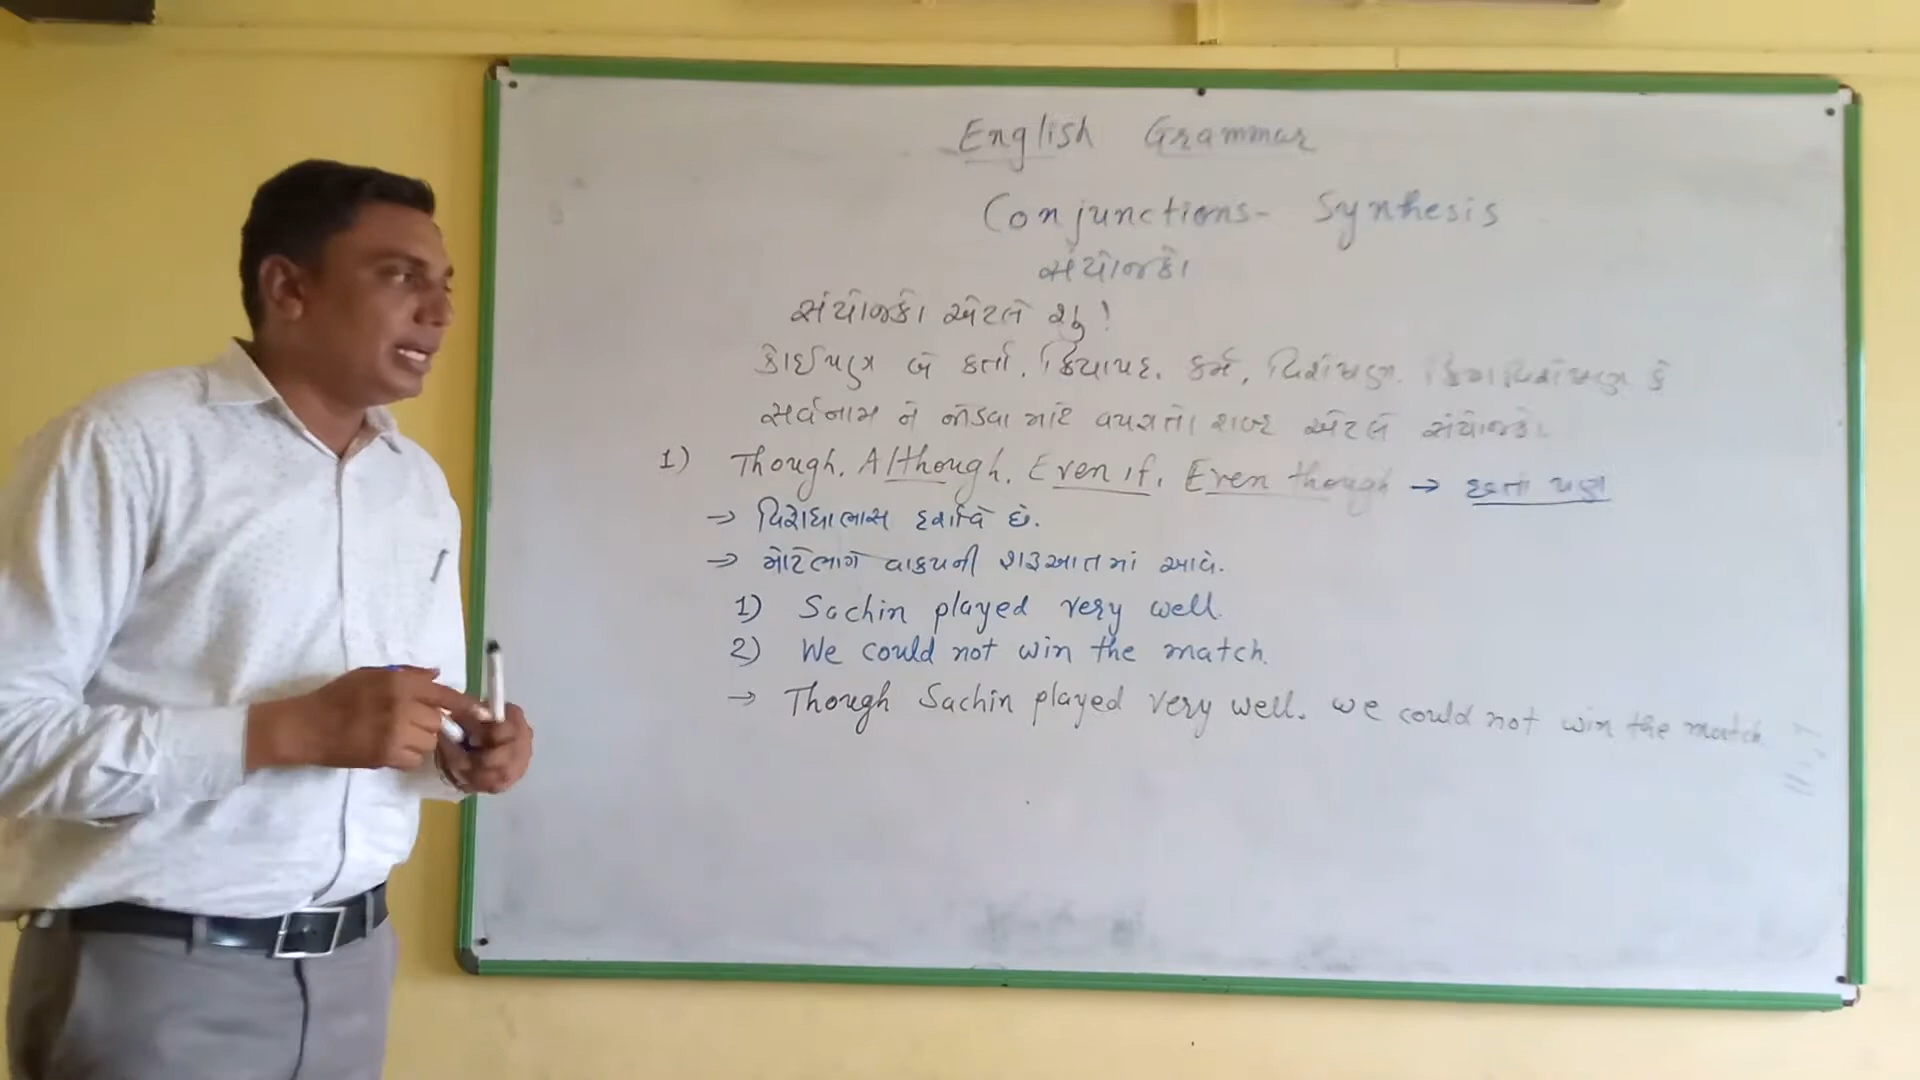 English Grammar
Conjunctions- Synthesis
સંયોજકો
સંયોજકો એટલે શું !
કોઈપણ બે કર્તા, ક્રિયાપદ, કર્મ, વિશેષણ, ક્રિયાવિશેષણ કે
સર્વનામ ને જોડવા માટે વપરાતો શબ્દ એટલે સંયોજકો.
1) Though, Although, Even if, Even though → છતાં પણ
→ વિરોધાભાસ દર્શાવે છે.
→ મોટેભાગે વાક્યની શરૂઆતમાં આવે.
1) Sachin played very well.
2) We could not win the match.
→ Though Sachin played very well. we could not win the match